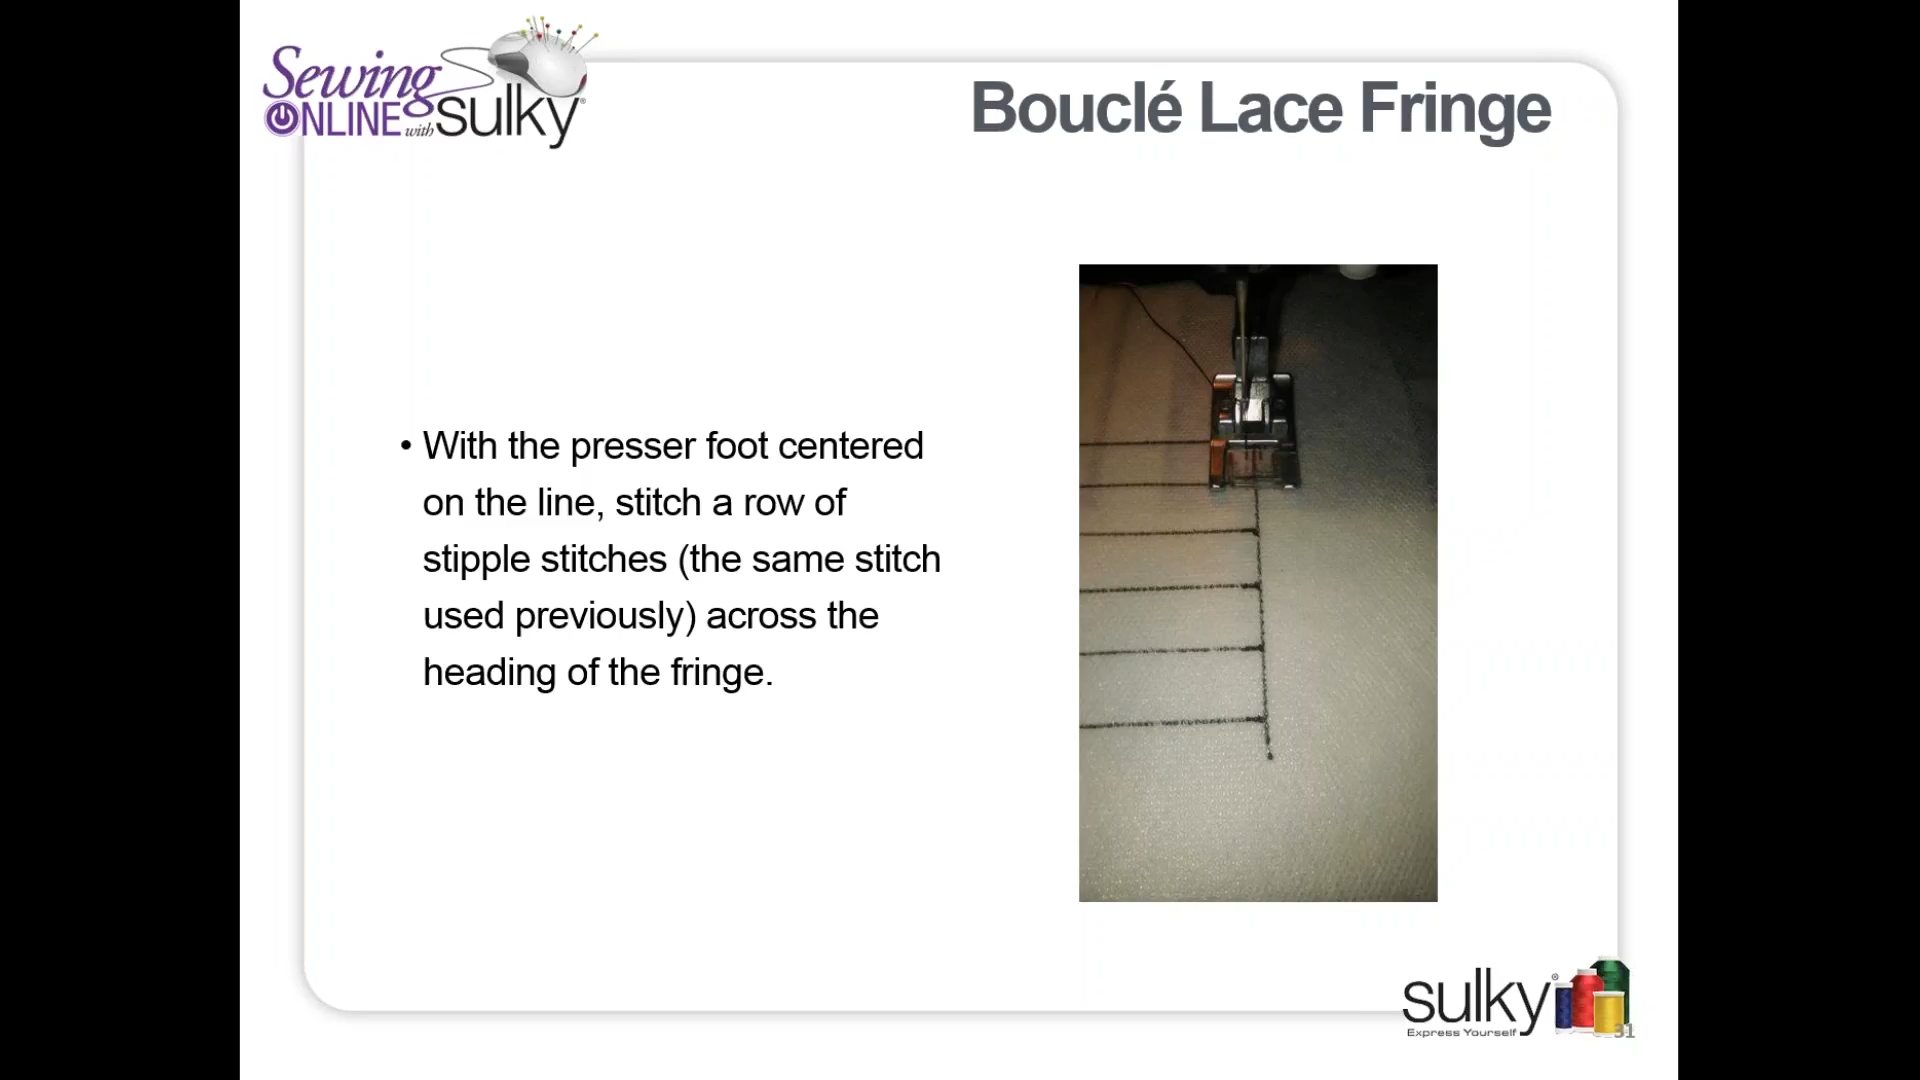 Sewing
ONLINE with sulky®
Bouclé Lace Fringe
• With the presser foot centered
on the line, stitch a row of
stipple stitches (the same stitch
used previously) across the
heading of the fringe.
sulky®
Express Yourself
31